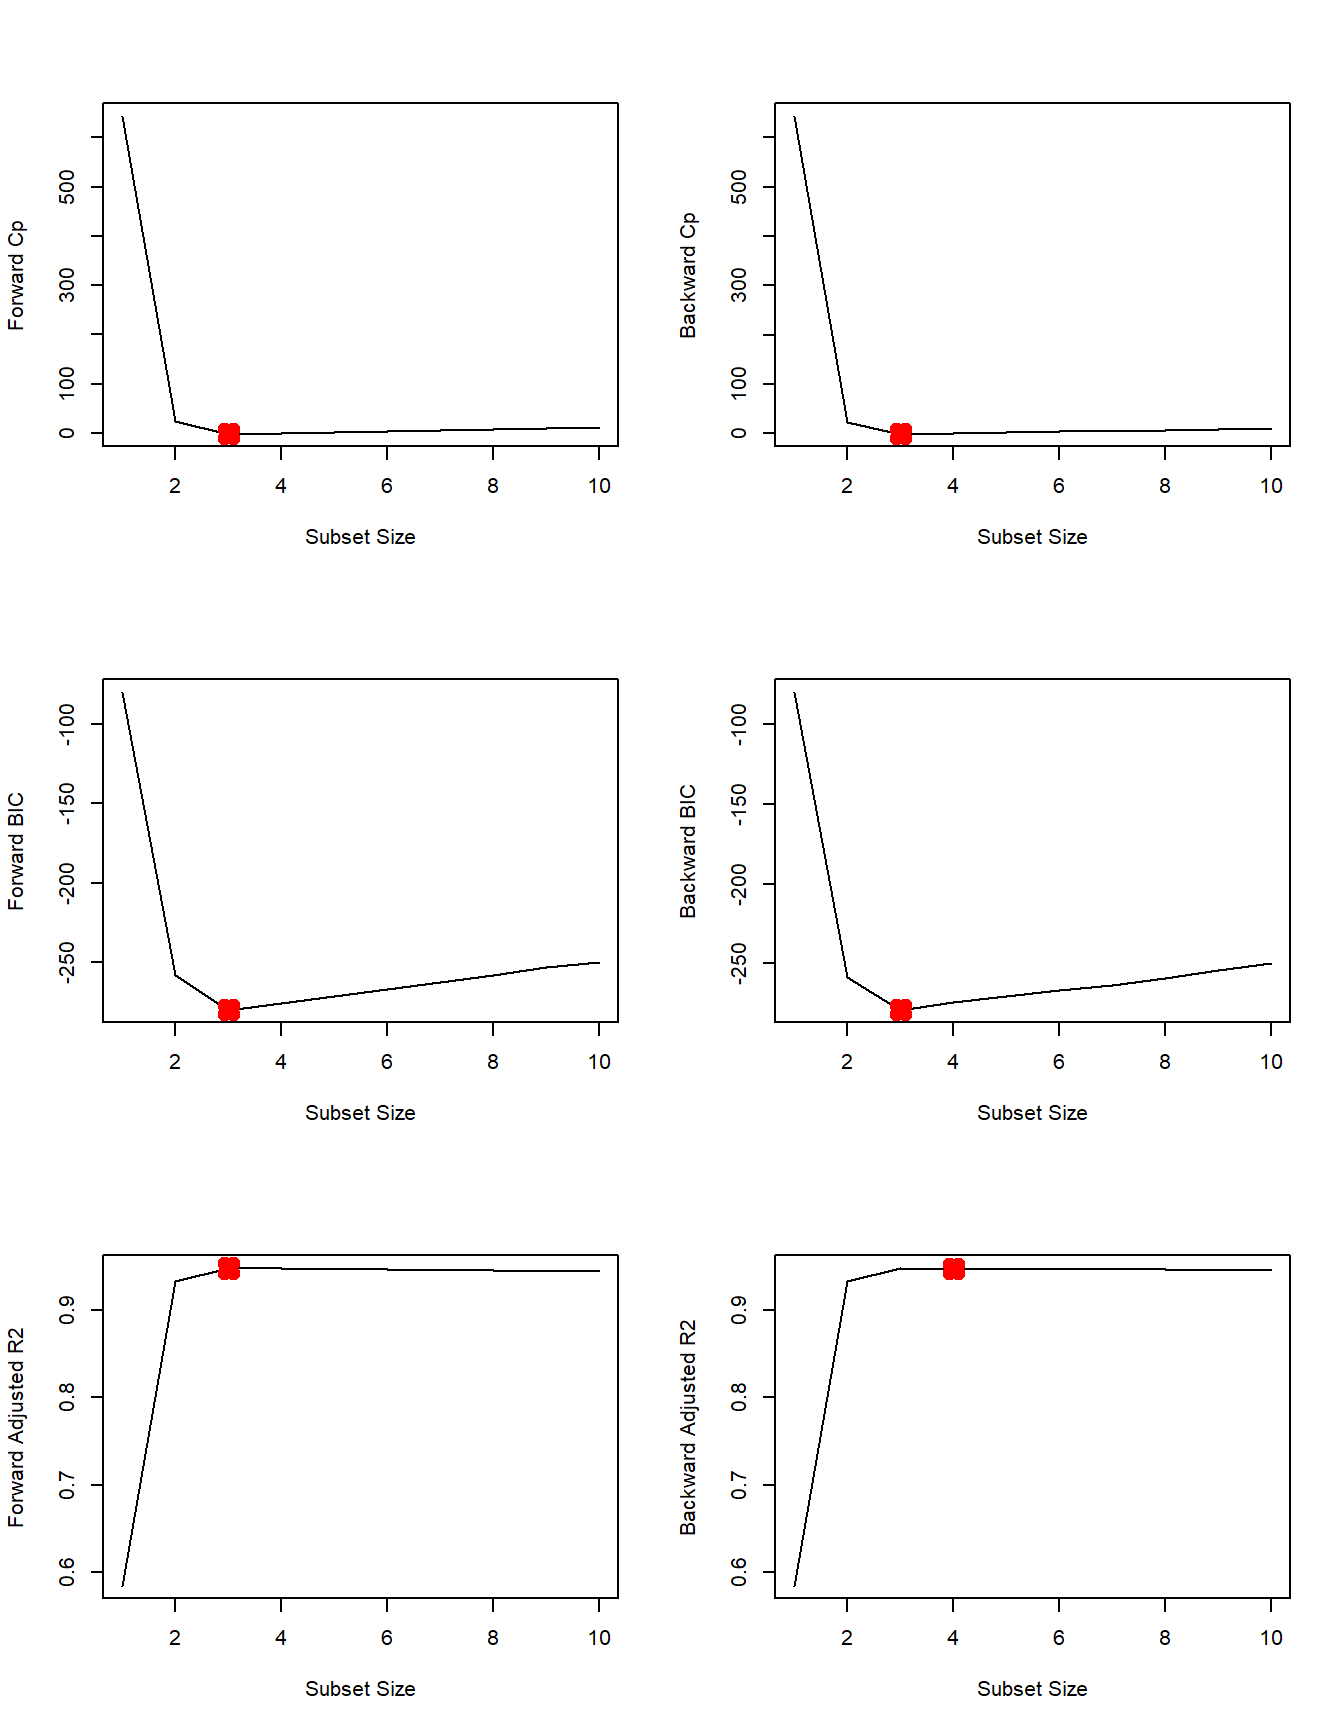 Forward Cp
500
300
100
0
2 4 6 8 10
Subset Size
Backward Cp
500
300
100
0
2 4 6 8 10
Subset Size
Forward BIC
-100
-150
-200
-250
2 4 6 8 10
Subset Size
Backward BIC
-100
-150
-200
-250
2 4 6 8 10
Subset Size
Forward Adjusted R2
0.9
0.8
0.7
0.6
2 4 6 8 10
Subset Size
Backward Adjusted R2
0.9
0.8
0.7
0.6
2 4 6 8 10
Subset Size